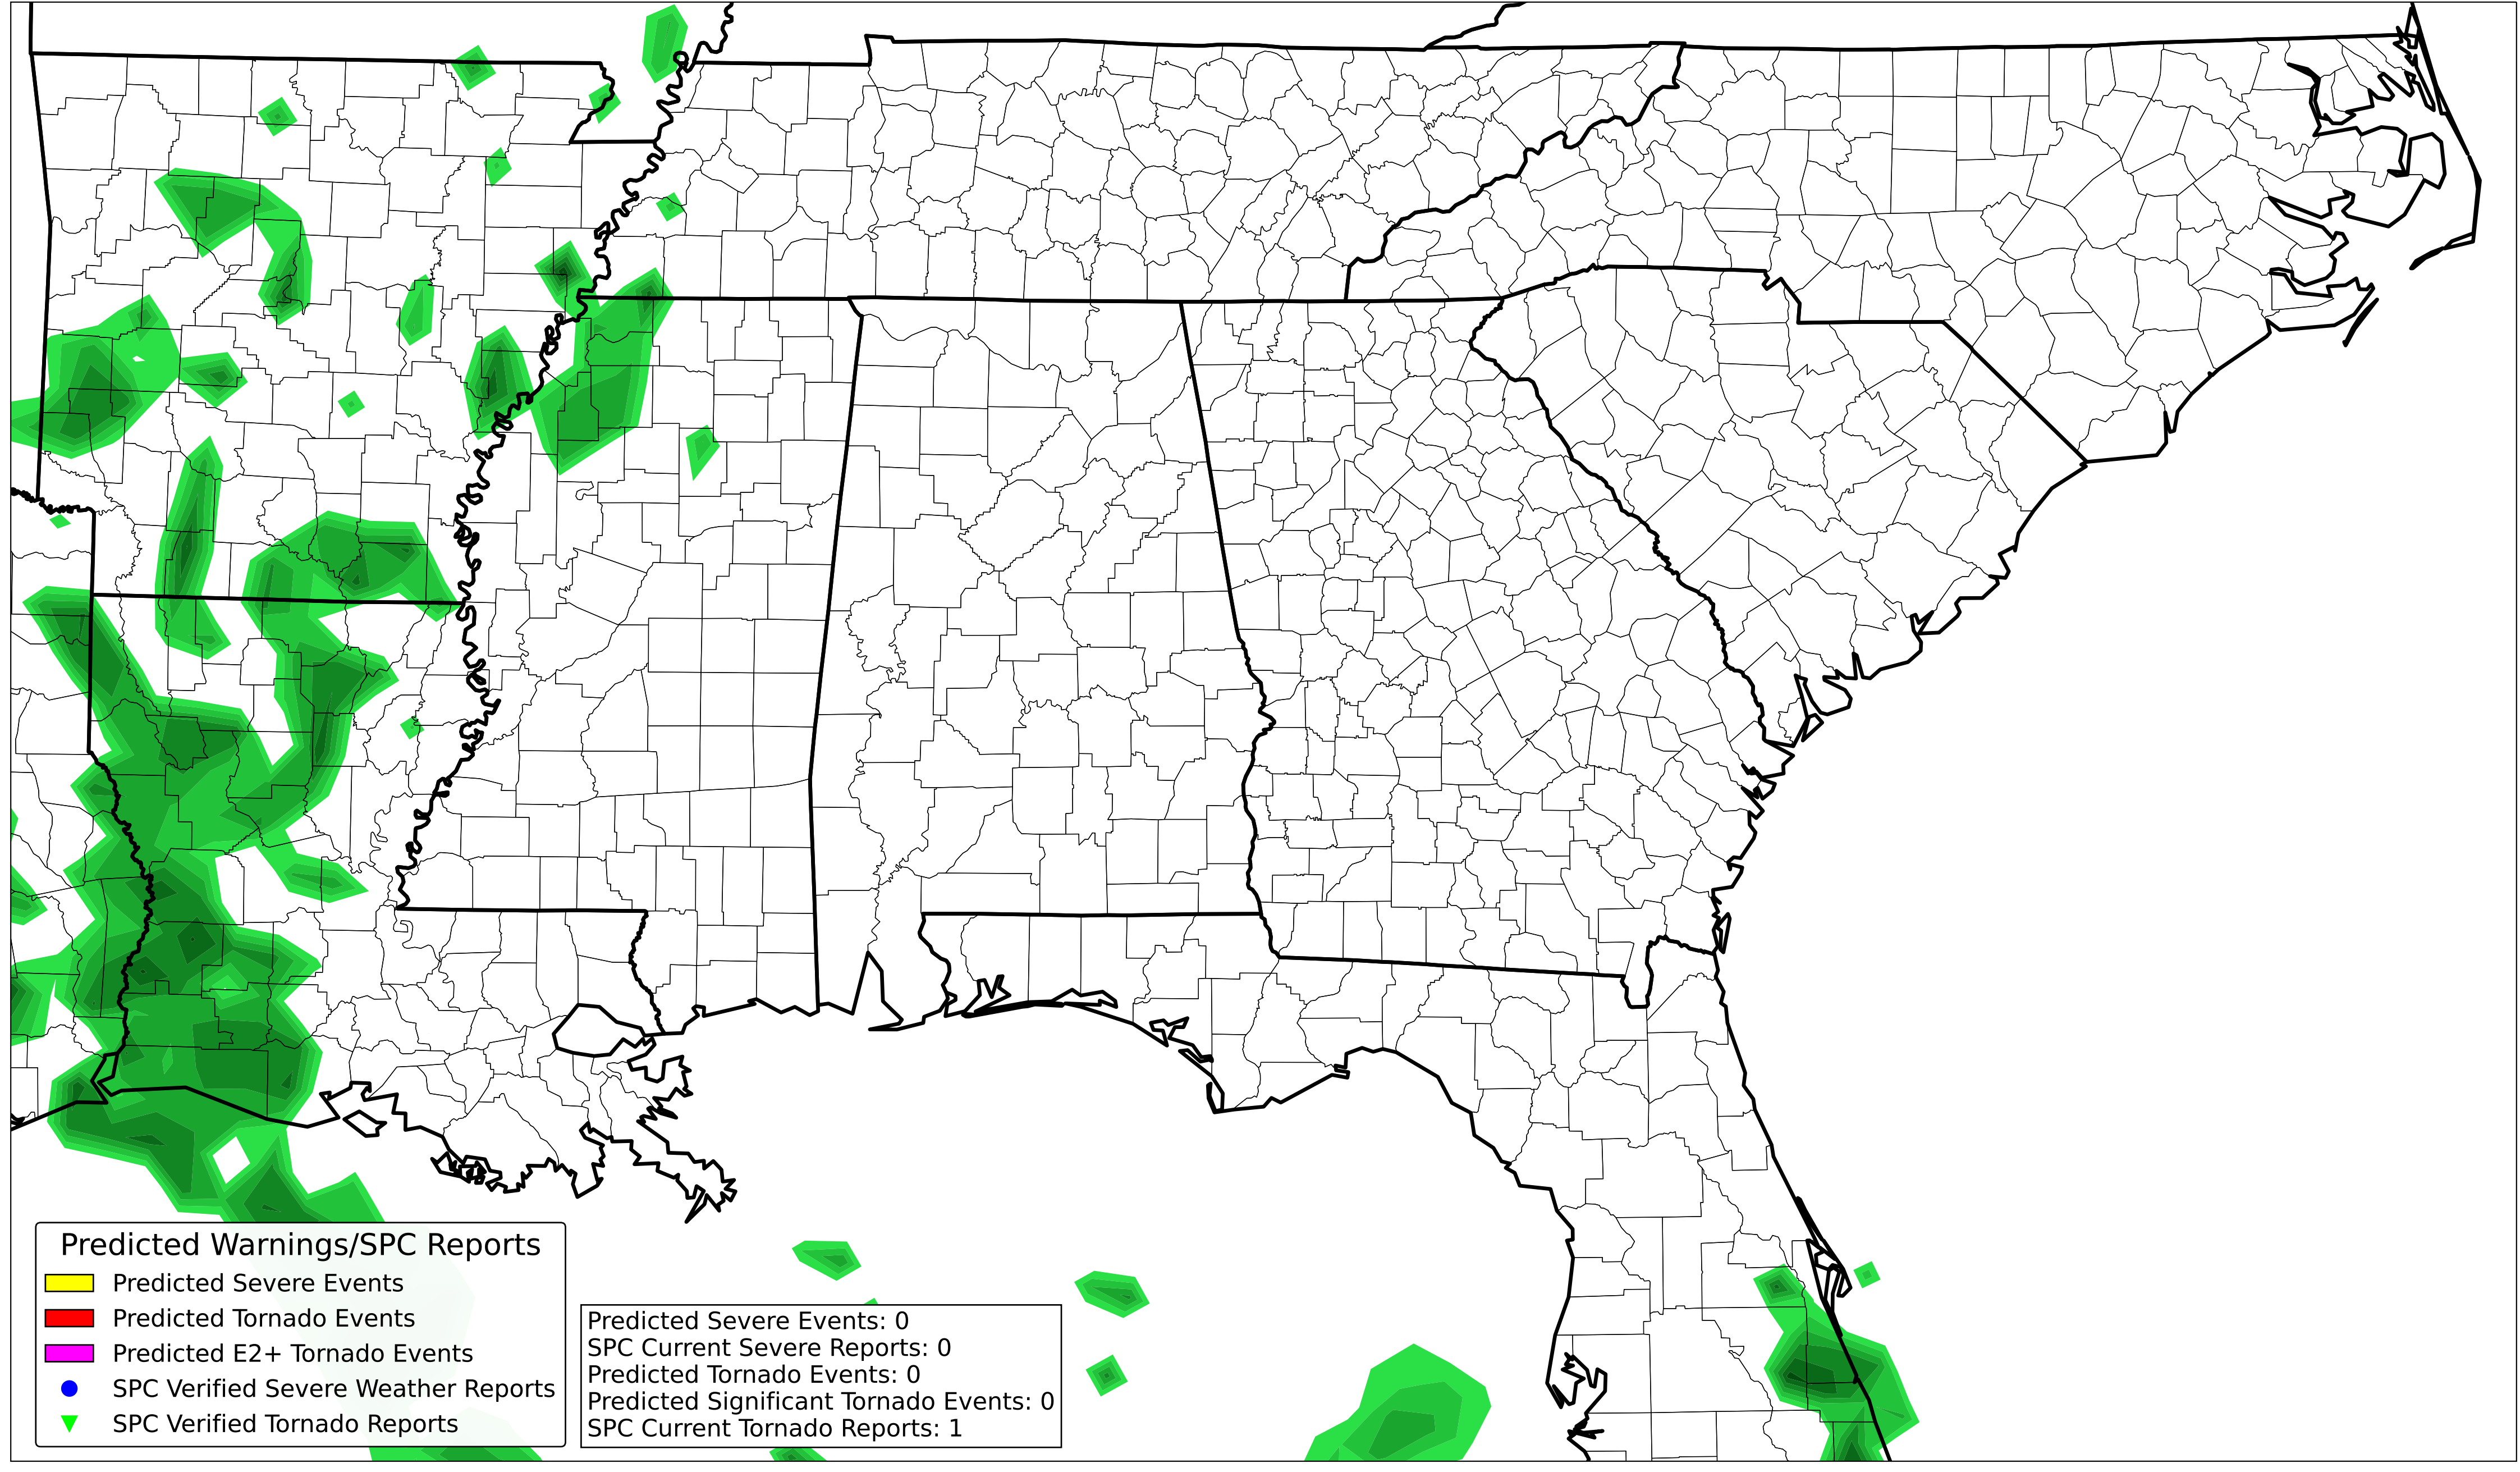 Predicted Warnings/SPC Reports
Predicted Severe Events
Predicted Tornado Events
Predicted E2+ Tornado Events
SPC Verified Severe Weather Reports
SPC Verified Tornado Reports
Predicted Severe Events: 0
SPC Current Severe Reports: 0
Predicted Tornado Events: 0
Predicted Significant Tornado Events: 0
SPC Current Tornado Reports: 1